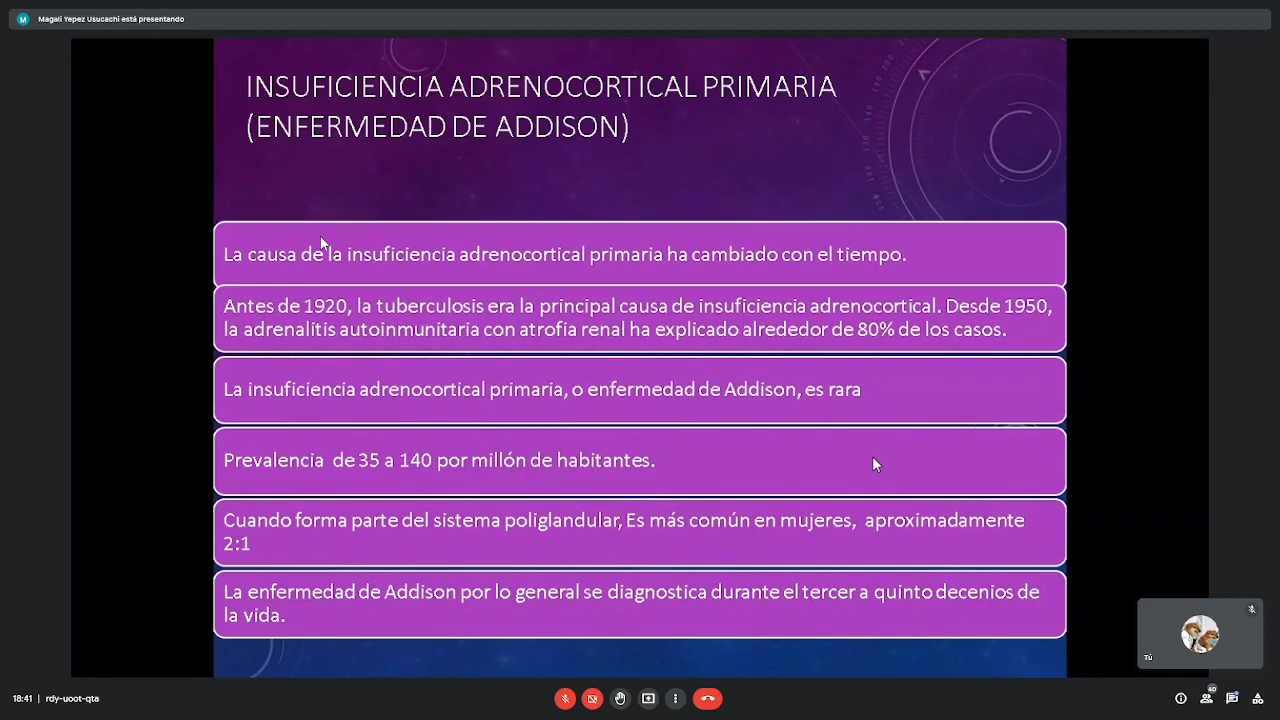 M Magali Yepez Usucachi está presentando
INSUFICIENCIA ADRENOCORTICAL PRIMARIA
(ENFERMEDAD DE ADDISON)
La causa de la insuficiencia adrenocortical primaria ha cambiado con el tiempo.
Antes de 1920, la tuberculosis era la principal causa de insuficiencia adrenocortical. Desde 1950,
la adrenalitis autoinmunitaria con atrofia renal ha explicado alrededor de 80% de los casos.
La insuficiencia adrenocortical primaria, o enfermedad de Addison, es rara
Prevalencia de 35 a 140 por millón de habitantes.
Cuando forma parte del sistema poliglandular, Es más común en mujeres, aproximadamente
2:1
La enfermedad de Addison por lo general se diagnostica durante el tercer a quinto decenios de
la vida.
Tú
18:41 | rdy-uoot-qta
40